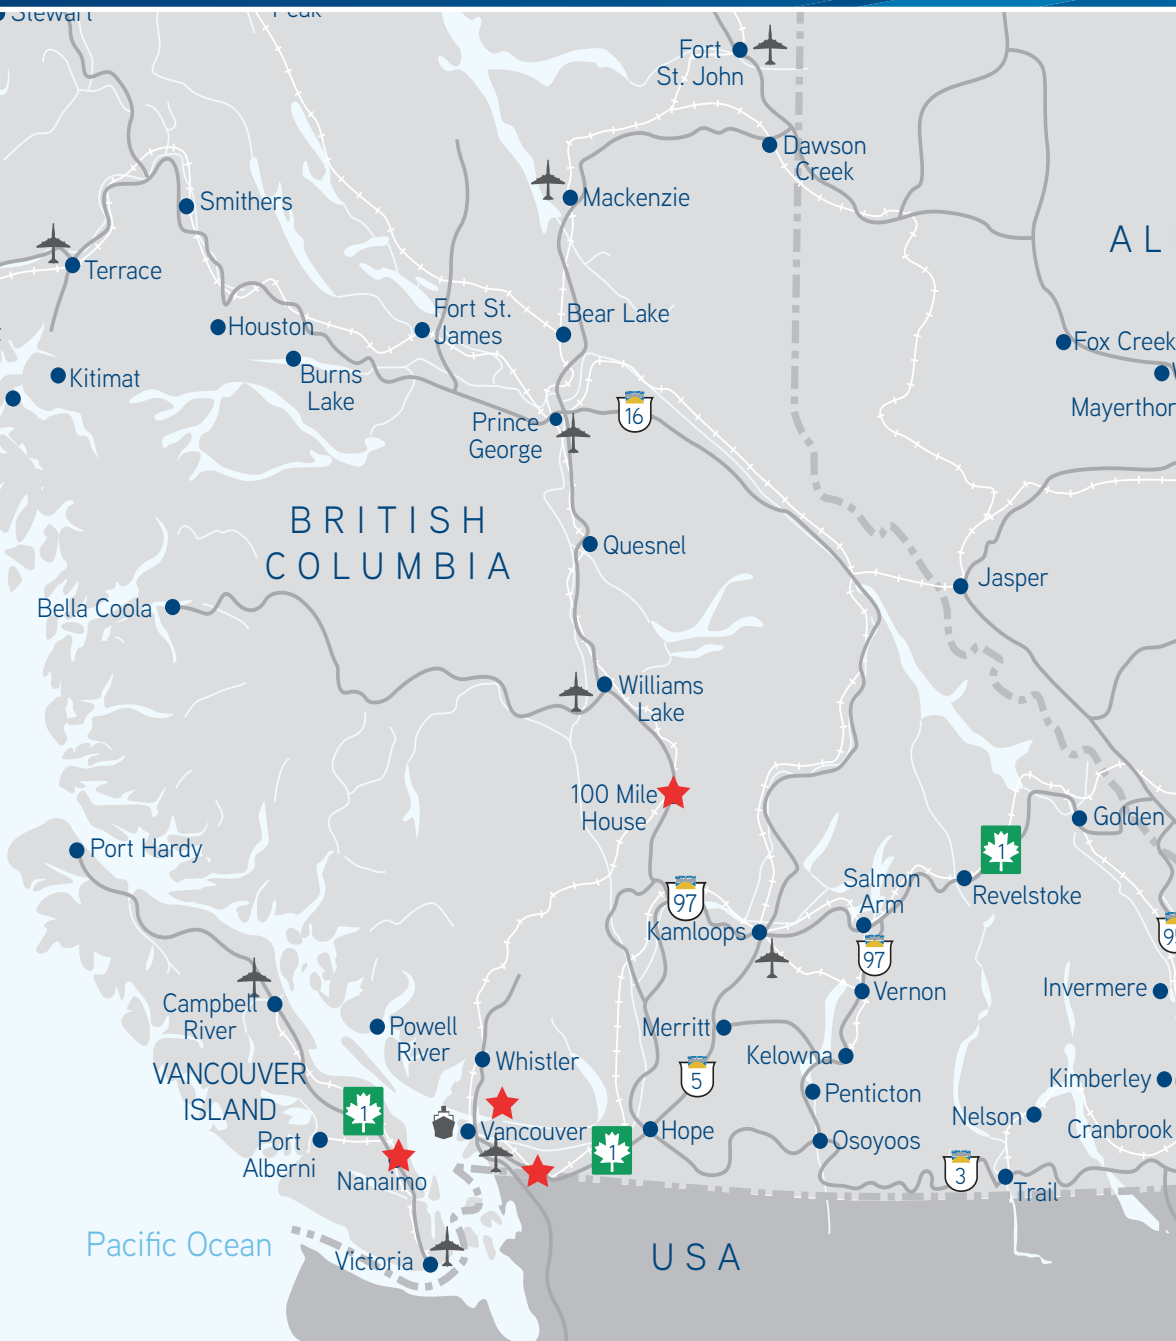 Stewart
Peak
Fort
St. John
Dawson
Creek
Mackenzie
Smithers
AL
Terrace
Fort St.
James
Bear Lake
Houston
Fox Creek
Burns
Lake
Kitimat
Mayerthor
16
Prince
George
BRITISH
COLUMBIA
Quesnel
Jasper
Bella Coola
Williams
Lake
100 Mile
House
Golden
Port Hardy
1
Salmon
Arm
Revelstoke
97
Kamloops
97
Invermere
Vernon
Campbell
River
Powell
River
Merritt
Kelowna
Whistler
VANCOUVER
ISLAND
5
Penticton
Kimberley
1
Nelson
Cranbrook
Vancouver
Hope
Osoyoos
Port
Alberni
1
Nanaimo
3
Trail
Pacific Ocean
Victoria
USA